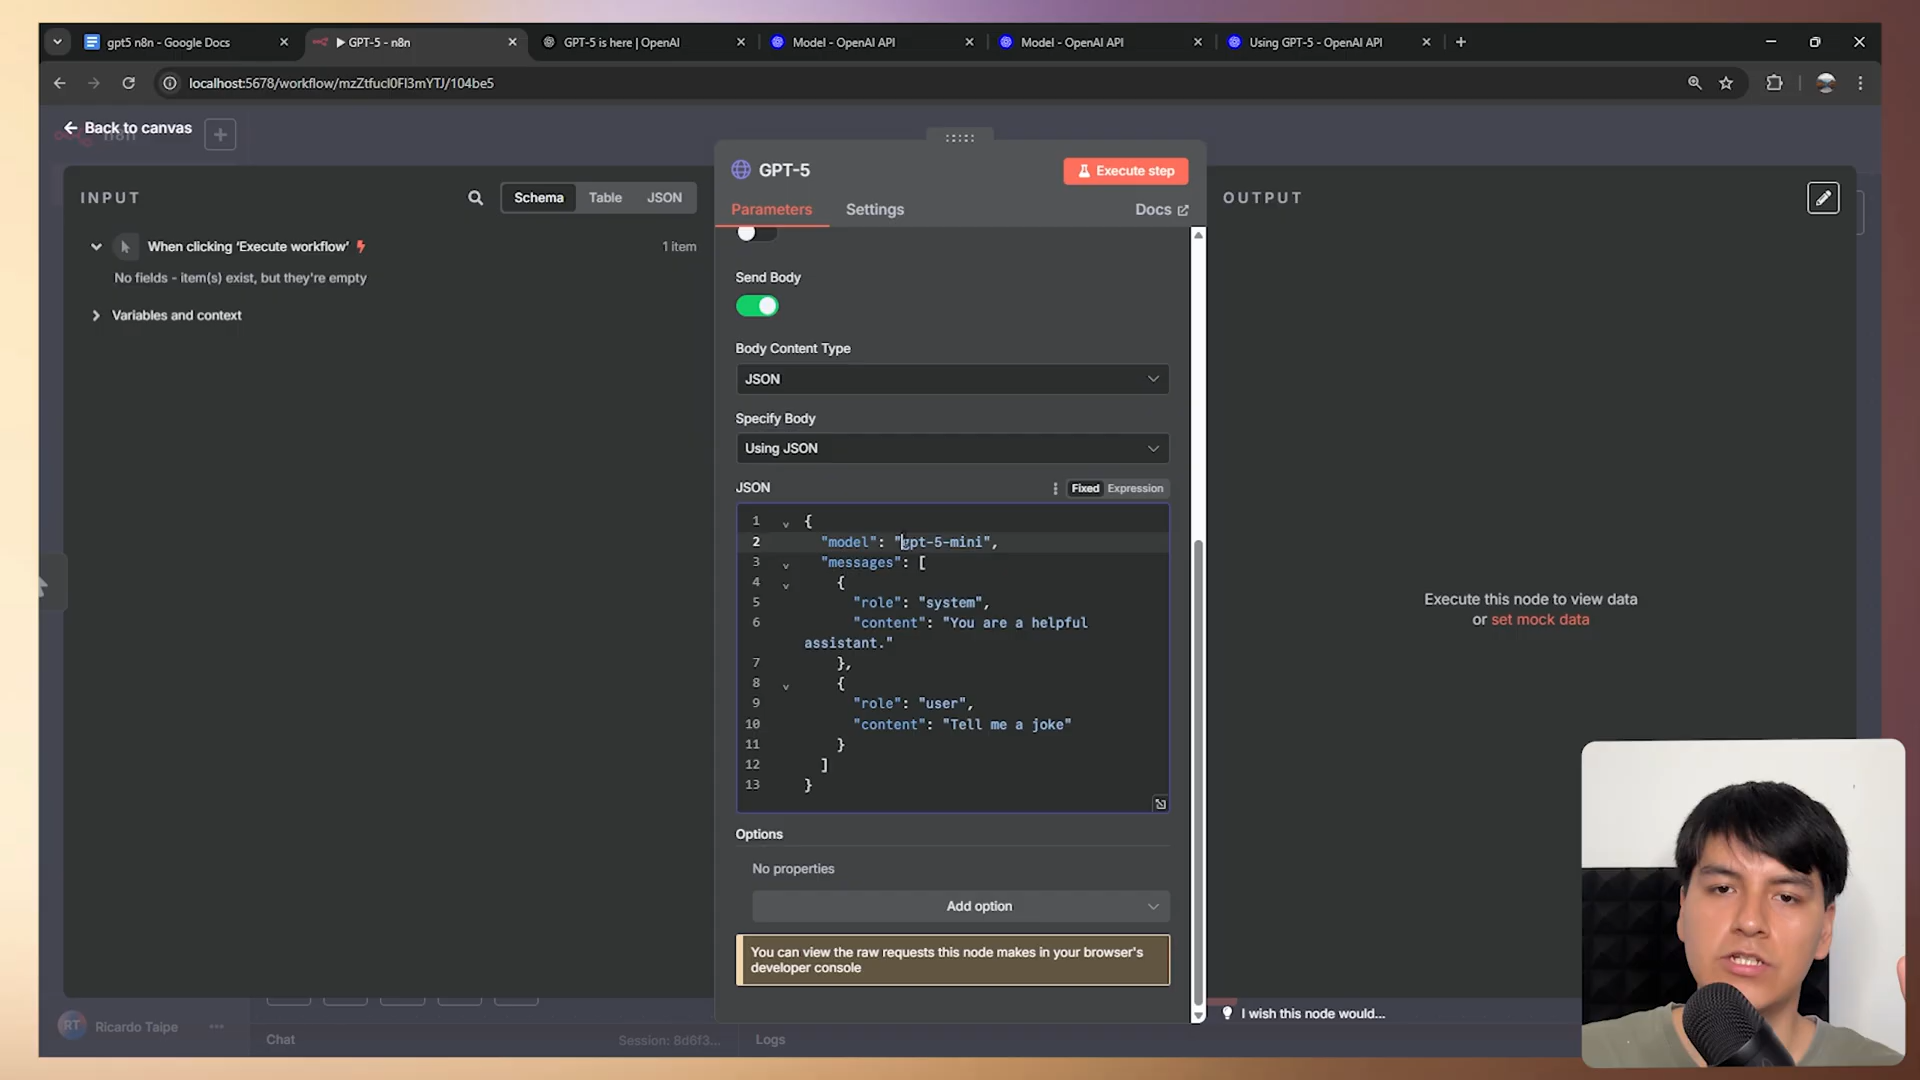 gpt5 n8n - Google Docs
▶ GPT-5 - n8n
GPT-5 is here | OpenAI
Model - OpenAI API
Model - OpenAI API
Using GPT-5 - OpenAI API
localhost:5678/workflow/mzZtfucl0Fl3mYTJ/104be5
Back to canvas
INPUT
Schema
Table
JSON
When clicking ‘Execute workflow’
1 item
No fields - item(s) exist, but they're empty
Variables and context
GPT-5
Execute step
Parameters
Settings
Docs
Send Body
Body Content Type
JSON
Specify Body
Using JSON
JSON
Fixed
Expression
1 {
2 "model": "gpt-5-mini",
3 "messages": [
4 {
5 "role": "system",
6 "content": "You are a helpful
assistant."
7 },
8 {
9 "role": "user",
10 "content": "Tell me a joke"
11 }
12 ]
13 }
Options
No properties
Add option
You can view the raw requests this node makes in your browser's
developer console
OUTPUT
Execute this node to view data
or set mock data
I wish this node would...
RT
Ricardo Taipe
Chat
Session: 8d6f3...
Logs